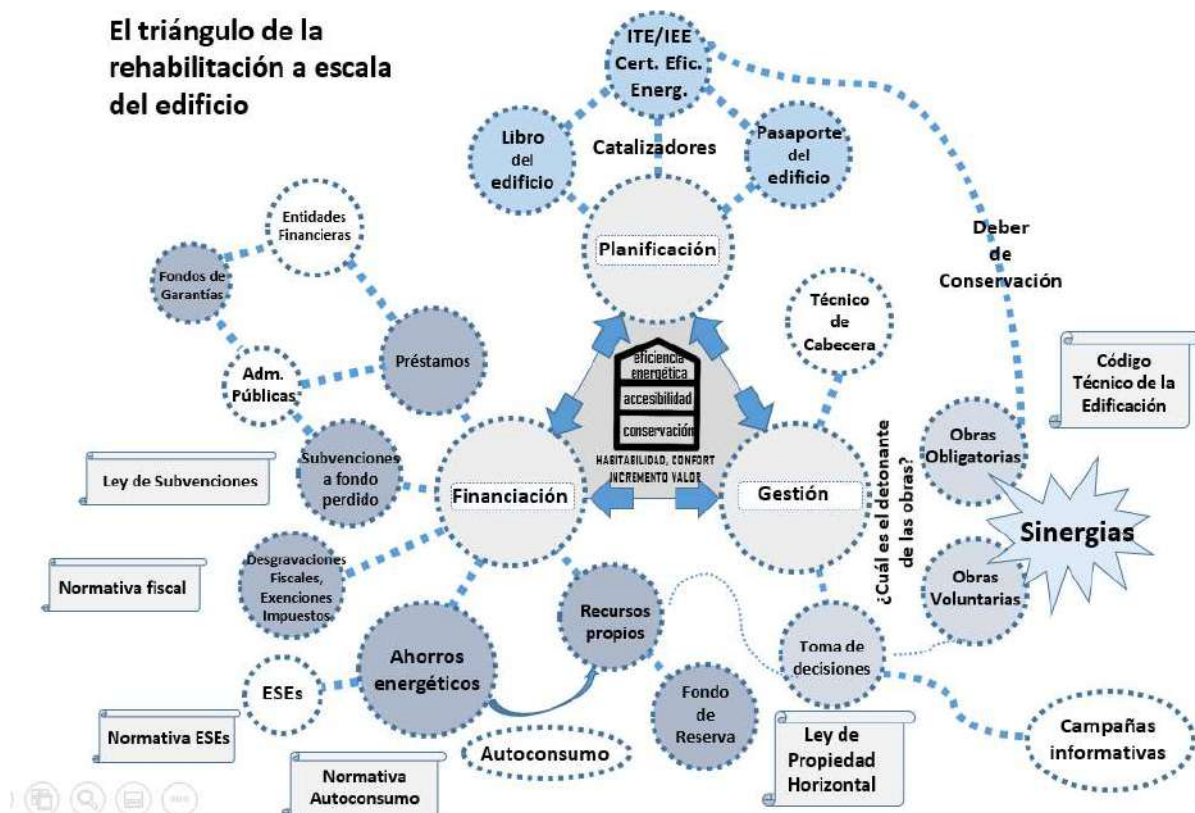 El triángulo de la
rehabilitación a escala
del edificio
ITE/IEE
Cert. Efic.
Energ.
Libro
del
edificio
Catalizadores
Pasaporte
del
edificio
Planificación
Entidades
Financieras
Fondos de
Garantías
Adm.
Públicas
Préstamos
Técnico
de
Cabecera
Deber
de
Conservación
Código
Técnico de la
Edificación
eficiencia
energética
accesibilidad
conservación
HABITABILIDAD, CONFORT
INCREMENTO VALOR
Ley de Subvenciones
Subvenciones
a fondo
perdido
Financiación
Gestión
¿Cuál es el detonante
de las obras?
Obras
Obligatorias
Sinergias
Obras
Voluntarias
Normativa fiscal
Desgravaciones
Fiscales,
Exenciones
Impuestos
Recursos
propios
Toma de
decisiones
Ahorros
energéticos
ESEs
Normativa ESEs
Fondo
de
Reserva
Autoconsumo
Normativa
Autoconsumo
Ley de
Propiedad
Horizontal
Campañas
informativas